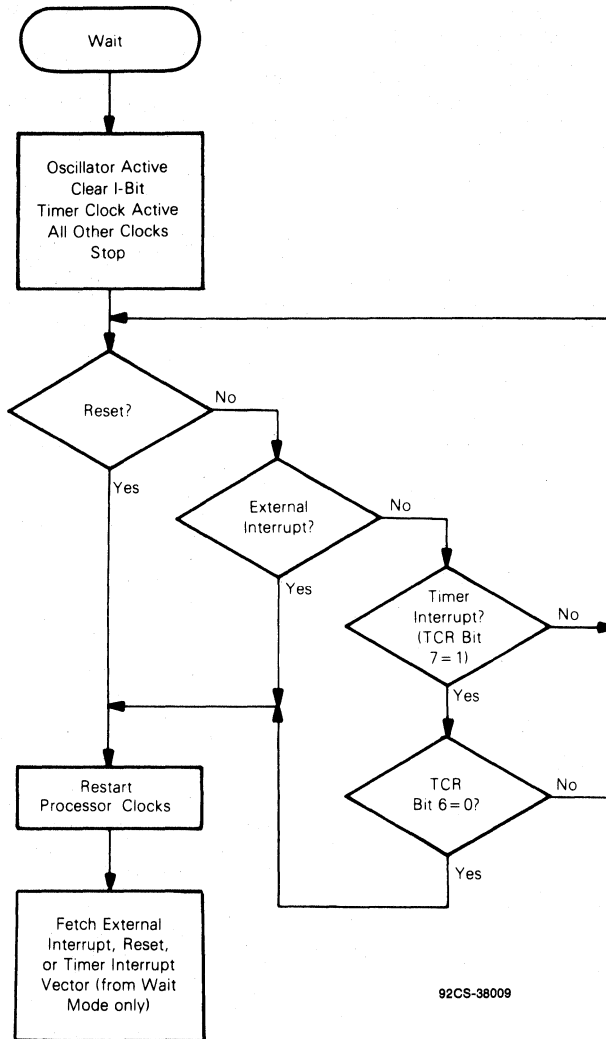 Wait
Oscillator Active
Clear I-Bit
Timer Clock Active
All Other Clocks
Stop
Reset?
No
Yes
External
Interrupt?
No
Yes
Timer
Interrupt?
(TCR Bit
7=1)
No
Yes
TCR
Bit 6=0?
No
Yes
Restart
Processor Clocks
Fetch External
Interrupt, Reset,
or Timer Interrupt
Vector (from Wait
Mode only)
92CS-38009